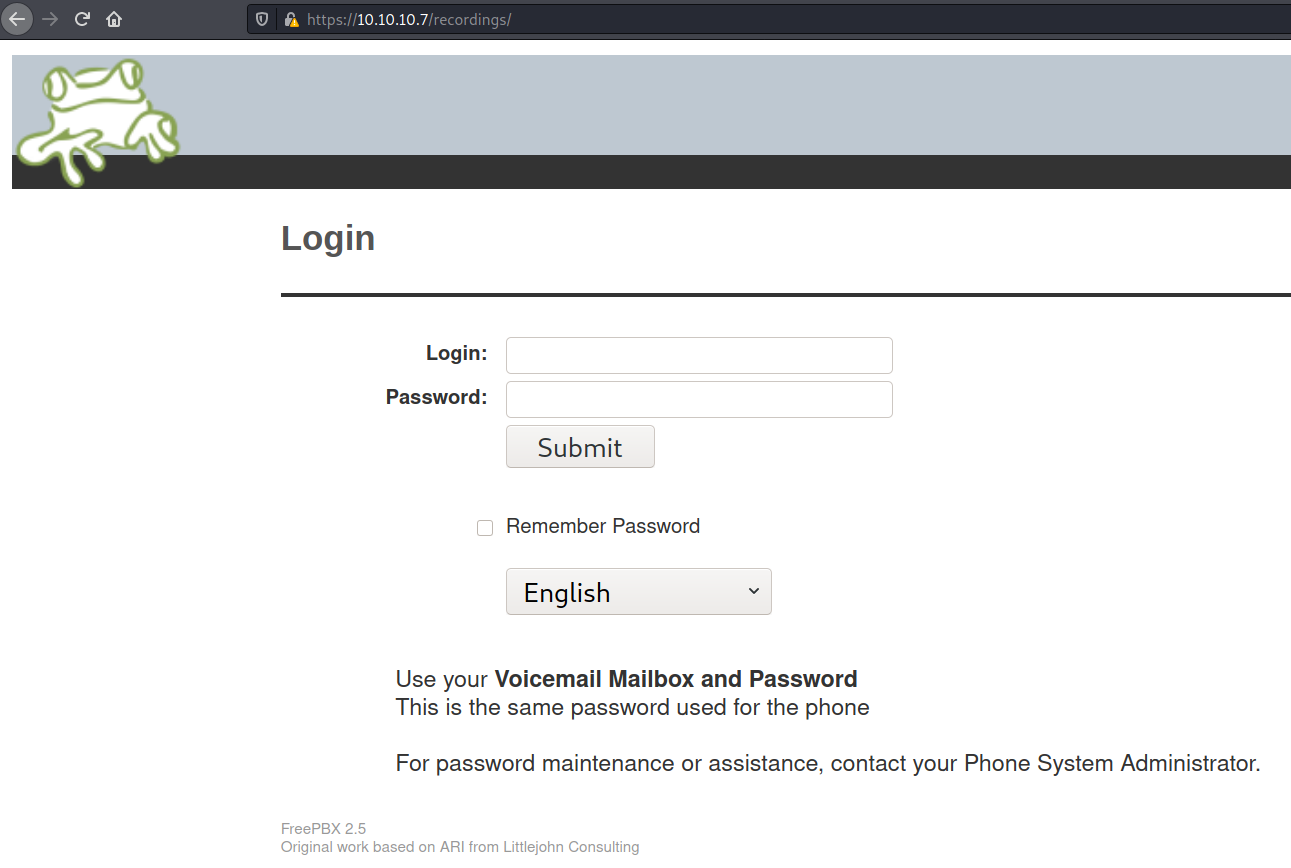 https://10.10.10.7/recordings/
Login
Login:
Password:
Submit
Remember Password
English
Use your Voicemail Mailbox and Password
This is the same password used for the phone
For password maintenance or assistance, contact your Phone System Administrator.
FreePBX 2.5
Original work based on ARI from Littlejohn Consulting